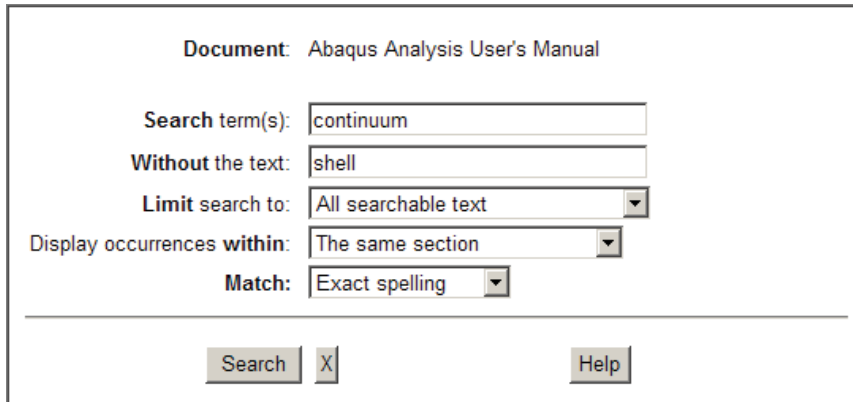 Document: Abaqus Analysis User's Manual
Search term(s): continuum
Without the text: shell
Limit search to: All searchable text
Display occurrences within: The same section
Match: Exact spelling
Search X Help